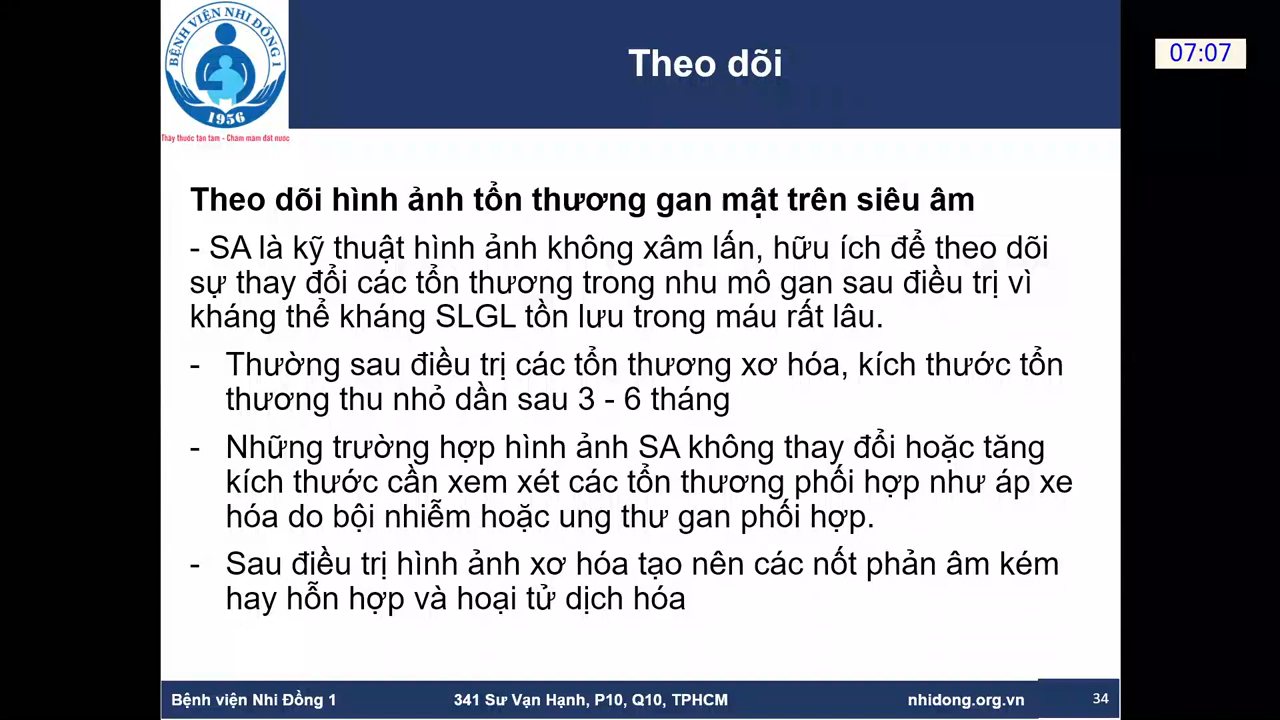 BỆNH VIỆN NHI ĐỒNG 1
1956
Thầy thuốc tận tâm - Chăm mầm đất nước
Theo dõi
07:07
Theo dõi hình ảnh tổn thương gan mật trên siêu âm
- SA là kỹ thuật hình ảnh không xâm lấn, hữu ích để theo dõi
sự thay đổi các tổn thương trong nhu mô gan sau điều trị vì
kháng thể kháng SLGL tồn lưu trong máu rất lâu.
- Thường sau điều trị các tổn thương xơ hóa, kích thước tổn
thương thu nhỏ dần sau 3 - 6 tháng
- Những trường hợp hình ảnh SA không thay đổi hoặc tăng
kích thước cần xem xét các tổn thương phối hợp như áp xe
hóa do bội nhiễm hoặc ung thư gan phối hợp.
- Sau điều trị hình ảnh xơ hóa tạo nên các nốt phản âm kém
hay hỗn hợp và hoại tử dịch hóa
Bệnh viện Nhi Đồng 1 341 Sư Vạn Hạnh, P10, Q10, TPHCM nhidong.org.vn 34